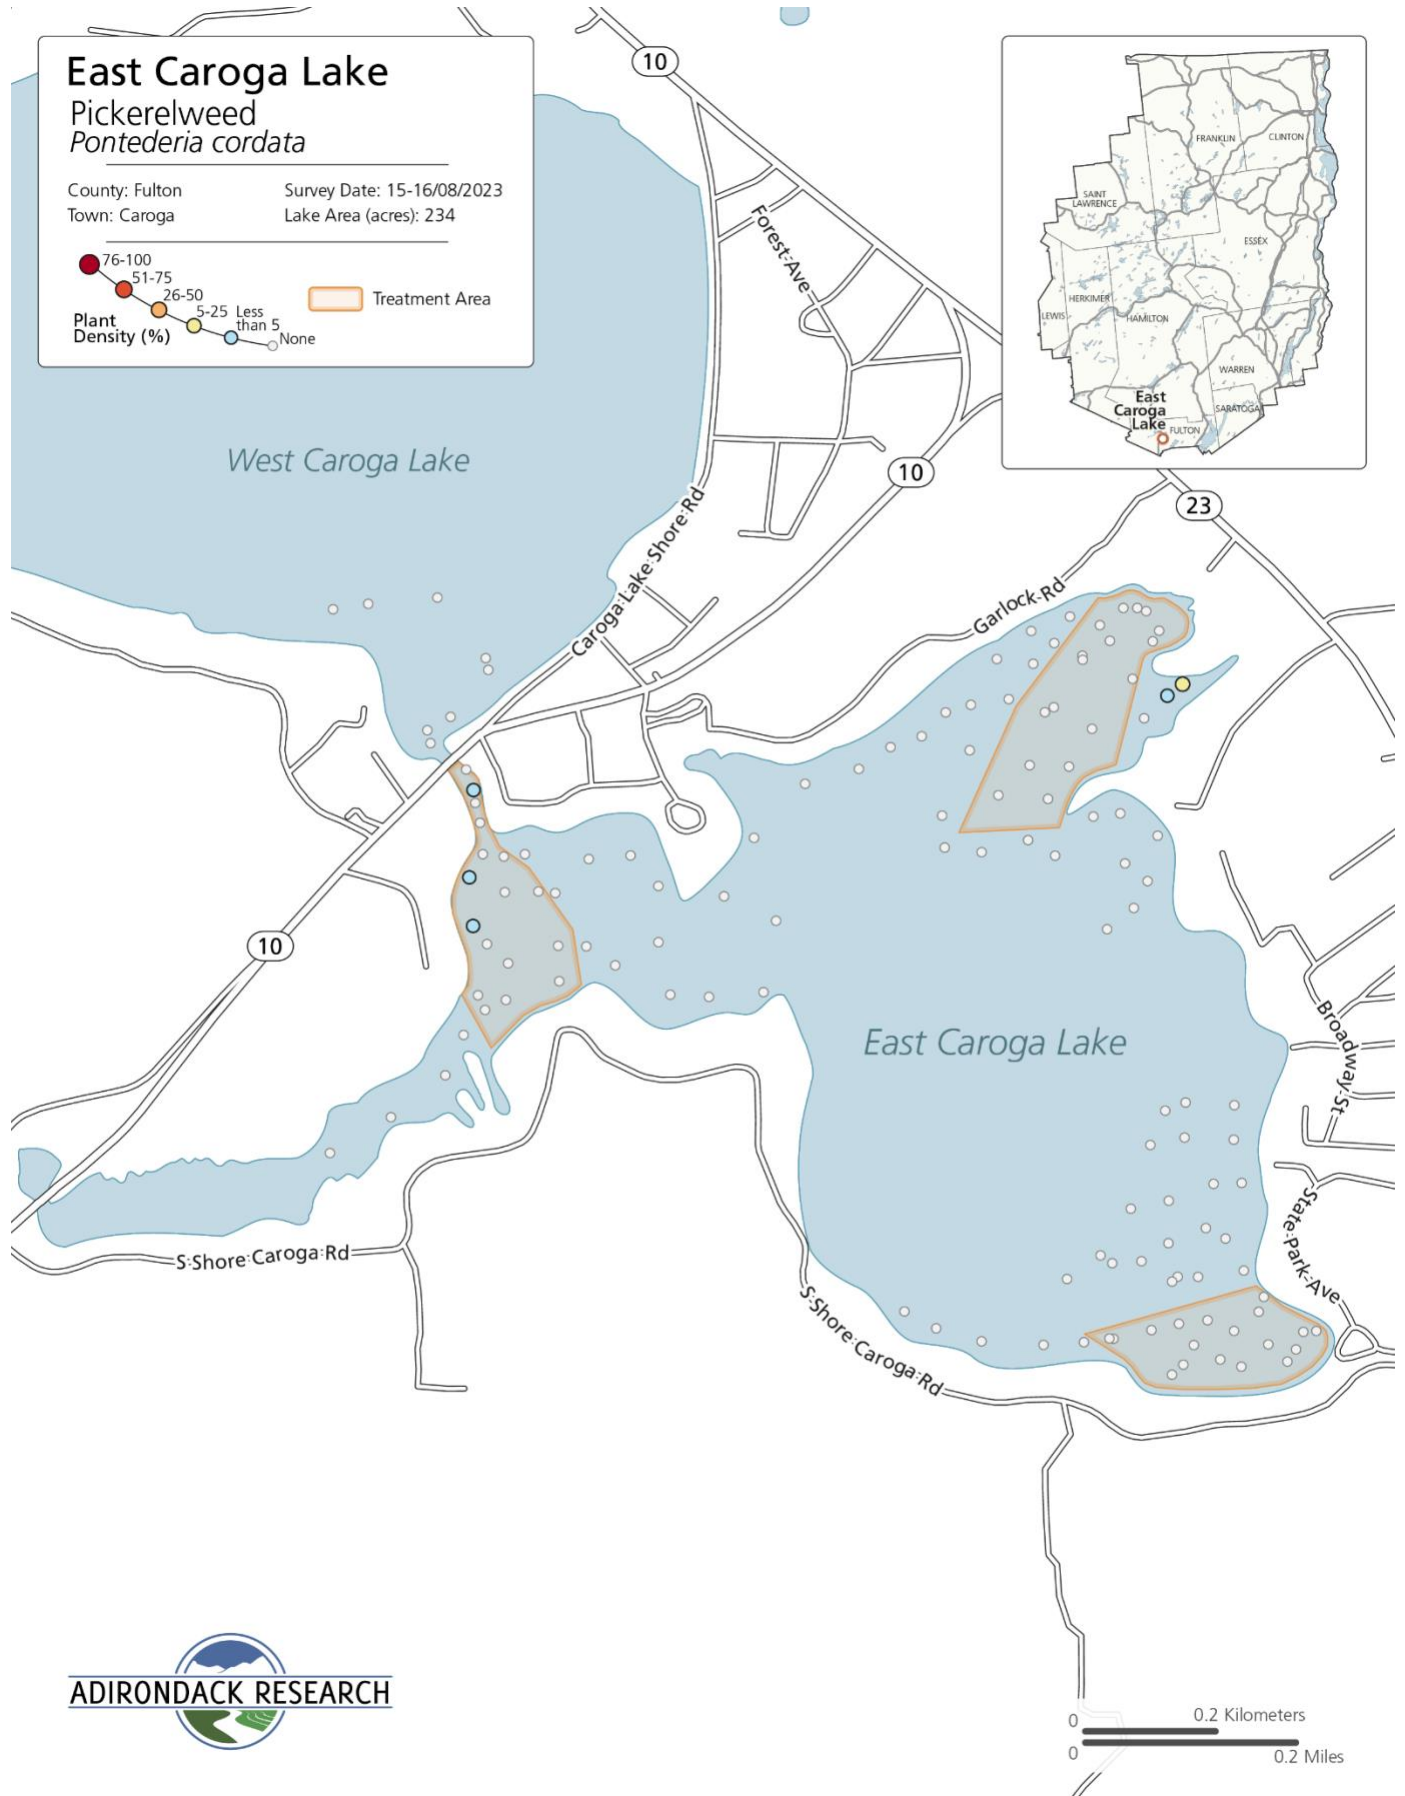 East Caroga Lake
Pickerelweed
Pontederia cordata
County: Fulton
Survey Date: 15-16/08/2023
Town: Caroga
Lake Area (acres): 234
76-100
51-75
26-50
5-25
Less
than 5
None
Plant
Density (%)
Treatment Area
10
Forest Ave
FRANKLIN
CLINTON
SAINT
LAWRENCE
ESSEX
HERKIMER
LEWIS
HAMILTON
WARREN
East
Caroga
Lake
SARATOGA
FULTON
West Caroga Lake
10
23
Caroga Lake Shore Rd
Garlock Rd
10
East Caroga Lake
Broadway St
State Park Ave
S Shore Caroga Rd
S Shore Caroga Rd
ADIRONDACK RESEARCH
0
0.2 Kilometers
0
0.2 Miles